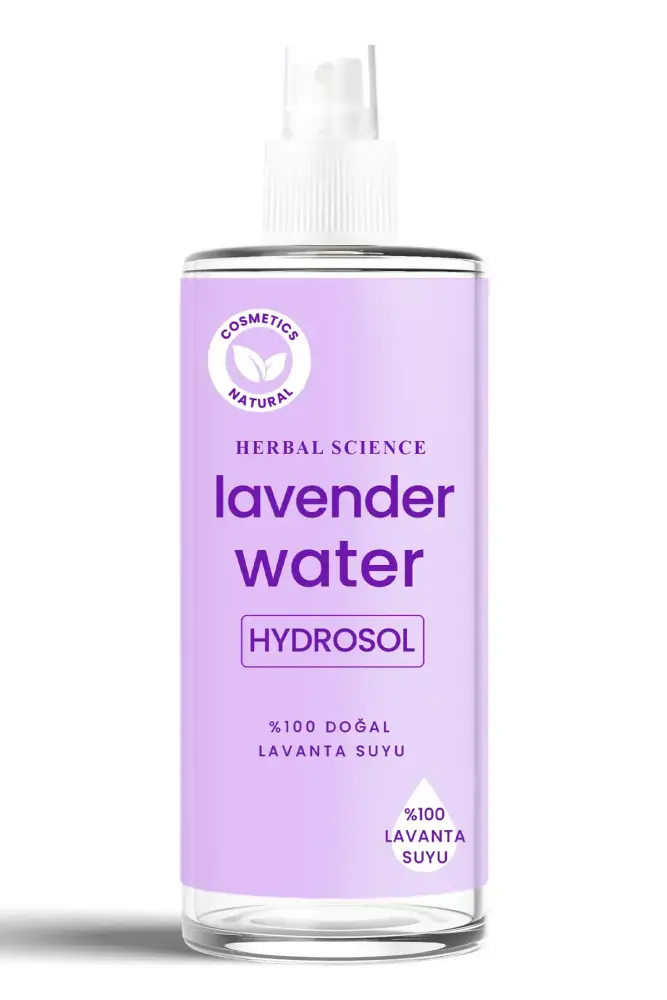 COSMETICS
NATURAL
HERBAL SCIENCE
lavender
water
HYDROSOL
%100 DOĞAL
LAVANTA SUYU
%100
LAVANTA
SUYU